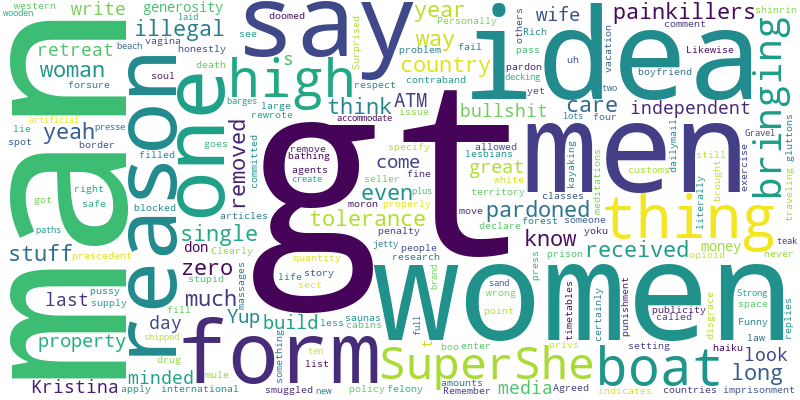 western
wooden
write
generosity
laid
doomed
boo
illegal
beach
vagina
honestly
see
retreat
woman
forsure
soul
death
artificial
lie
presse
yeah
spot
border
filled
goes
man
reason
one
high
s
say
idea
Surprised
Personally
year
way
country
others
problem
fail
Rich
pass
contraband
decking
wife
pardon
uh
yet
vacation
boyfriend
two
painkillers
comment
Likewise
shinrin
respect
barges
large
rewrote
think
accommodate
ATM
issue
bullshit
care
lots
four
independent
dailymail
Gravel
exercise
bringing
traveling
gluttons
removed
committed
remove
bathing
agents
create
come
fine
specify
seller
even
plus
moron
properly
allowed
lesbians
great
white
territory
men
classes
kayaking
meditations
customs
still
brought
gt
got
right
safe
blocked
articles
tolerance
penalty
move
pardoned
forest
someone
yoku
thing
literally
paths
single
don
Clearly
jetty
people
research
declare
know
received
money
teak
never
stuff
prescedent
zero
stupid
massages
quantity
life
story
sect
brand
press
prison
opioid
last
pussy
supply
much
fill
women
sand
wrong
point
timetables
certainly
punishment
disgrace
Strong
space
day
shipped
Yup
build
saunas
less
cabins
full
t
enter
publicity
called
Funny
law
replies
property
drug
form
something
ten
list
SuperShe
privs
boat
setting
haiku
look
long
Kristina
minded
mule
apply
international
smuggled
new
policy
felony
amounts
Remember
media
Agreed
indicates
countries
imprisonment